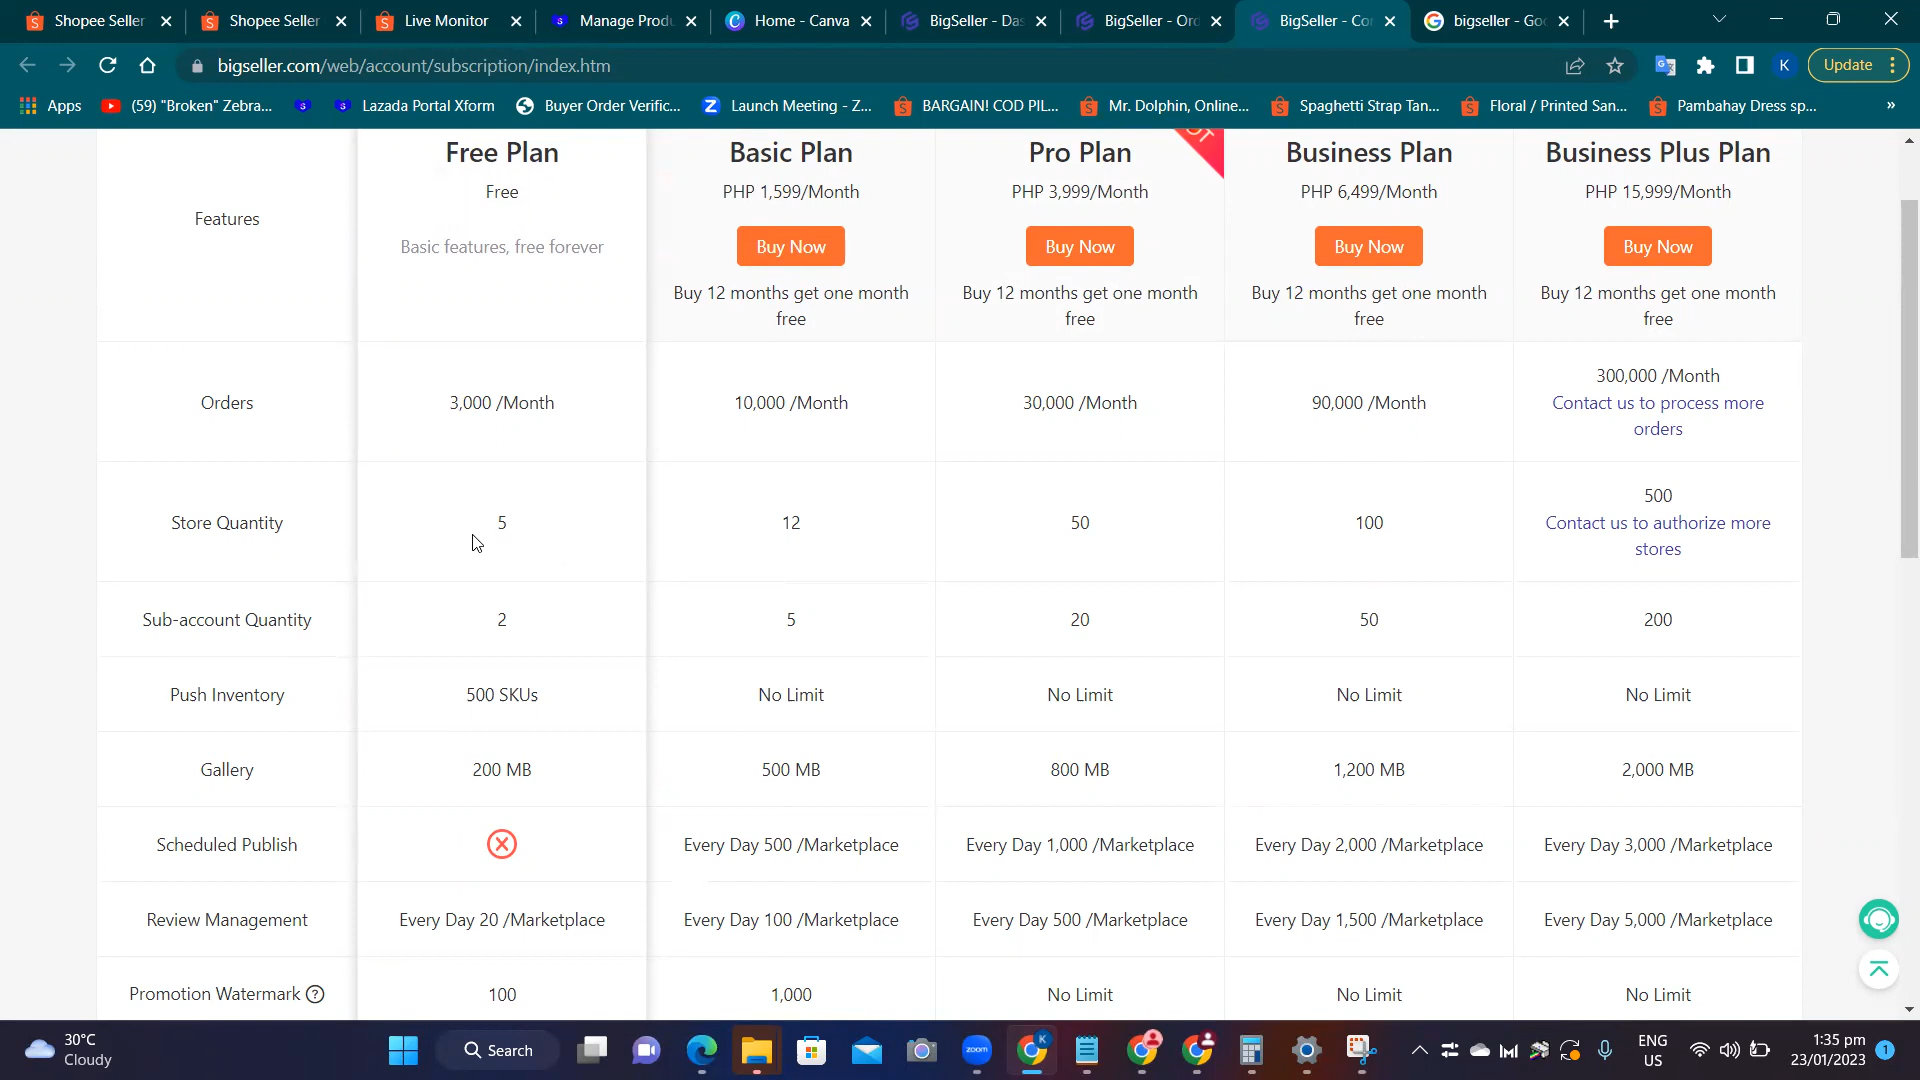 Shopee Seller
Shopee Seller
Live Monitor
Manage Produ
Home - Canva
BigSeller - Das
BigSeller - Ord
BigSeller - Cor
bigseller - Goo
bigseller.com/web/account/subscription/index.htm
K
Update
Apps
(59) "Broken" Zebra...
Lazada Portal Xform
Buyer Order Verific...
Launch Meeting - Z...
BARGAIN! COD PIL...
Mr. Dolphin, Online...
Spaghetti Strap Tan...
Floral / Printed San...
Pambahay Dress sp...
»
Features
Free Plan
Free
Basic features, free forever
Basic Plan
PHP 1,599/Month
Buy Now
Buy 12 months get one month
free
Pro Plan
PHP 3,999/Month
Buy Now
Buy 12 months get one month
free
Business Plan
PHP 6,499/Month
Buy Now
Buy 12 months get one month
free
Business Plus Plan
PHP 15,999/Month
Buy Now
Buy 12 months get one month
free
Orders
3,000 /Month
10,000 /Month
30,000 /Month
90,000 /Month
300,000 /Month
Contact us to process more
orders
Store Quantity
5
12
50
100
500
Contact us to authorize more
stores
Sub-account Quantity
2
5
20
50
200
Push Inventory
500 SKUs
No Limit
No Limit
No Limit
No Limit
Gallery
200 MB
500 MB
800 MB
1,200 MB
2,000 MB
Scheduled Publish
Every Day 500 /Marketplace
Every Day 1,000 /Marketplace
Every Day 2,000 /Marketplace
Every Day 3,000 /Marketplace
Review Management
Every Day 20 /Marketplace
Every Day 100 /Marketplace
Every Day 500 /Marketplace
Every Day 1,500 /Marketplace
Every Day 5,000 /Marketplace
Promotion Watermark ?
100
1,000
No Limit
No Limit
No Limit
30°C
Cloudy
Search
zoom
K
ENG
US
1:35 pm
23/01/2023
1